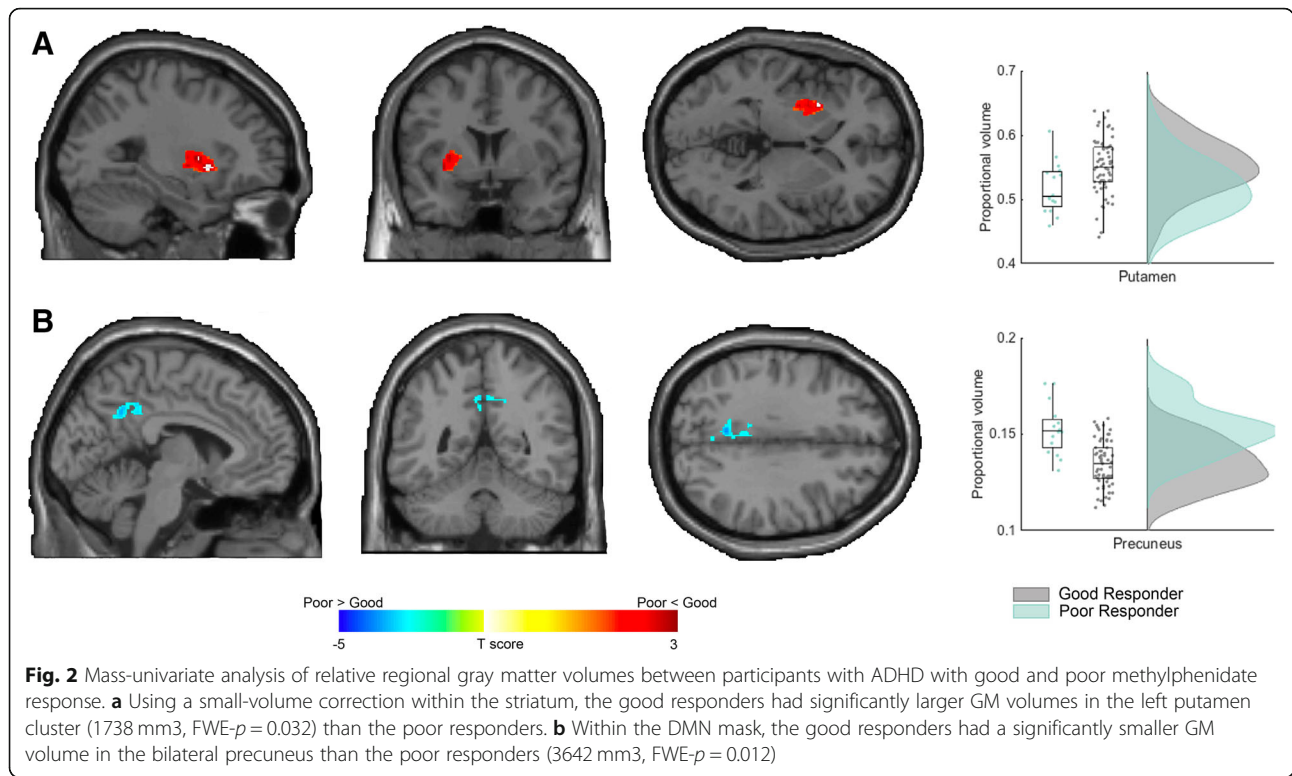 A
0.7
0.6
0.5
0.4
Proportional volume
Putamen
B
0.2
0.15
0.1
Proportional volume
Precuneus
Good Responder
Poor Responder
Poor > Good
Poor < Good
-5
T score
3
Fig. 2 Mass-univariate analysis of relative regional gray matter volumes between participants with ADHD with good and poor methylphenidate
response. a Using a small-volume correction within the striatum, the good responders had significantly larger GM volumes in the left putamen
cluster (1738 mm3, FWE-p = 0.032) than the poor responders. b Within the DMN mask, the good responders had a significantly smaller GM
volume in the bilateral precuneus than the poor responders (3642 mm3, FWE-p = 0.012)